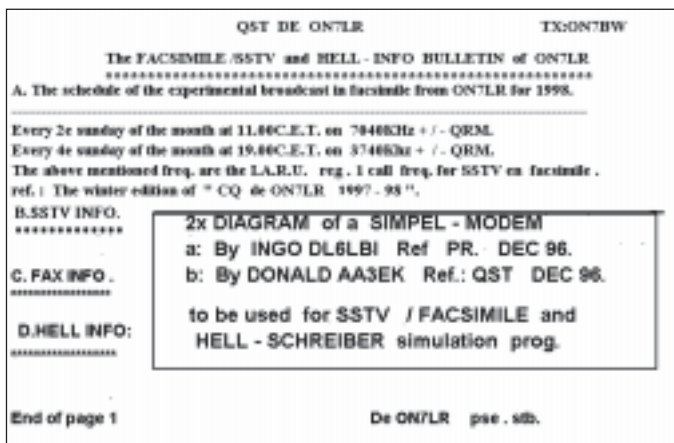 QST DE ON7LR TX:ON7BW
The FACSIMILE /SSTV and HELL - INFO BULLETIN of ON7LR
A. The schedule of the experimental broadcast in facsimile from ON7LR for 1998.
Every 2e sunday of the month at 11.00C.E.T. on 7040KHz + / - QRM.
Every 4e sunday of the month at 19.00C.E.T. on 3740Khz + / - QRM.
The above mentioned freq. are the I.A.R.U. reg . 1 call freq. for SSTV en facsimile .
ref. : The winter edition of " CQ de ON7LR 1997 - 98 ".
B.SSTV INFO.
*************
C. FAX INFO .
D.HELL INFO:
2x DIAGRAM of a SIMPEL - MODEM
a: By INGO DL6LBI Ref PR. DEC 96.
b: By DONALD AA3EK Ref.: QST DEC 96.
to be used for SSTV / FACSIMILE and
HELL - SCHREIBER simulation prog.
End of page 1 De ON7LR pse . stb.